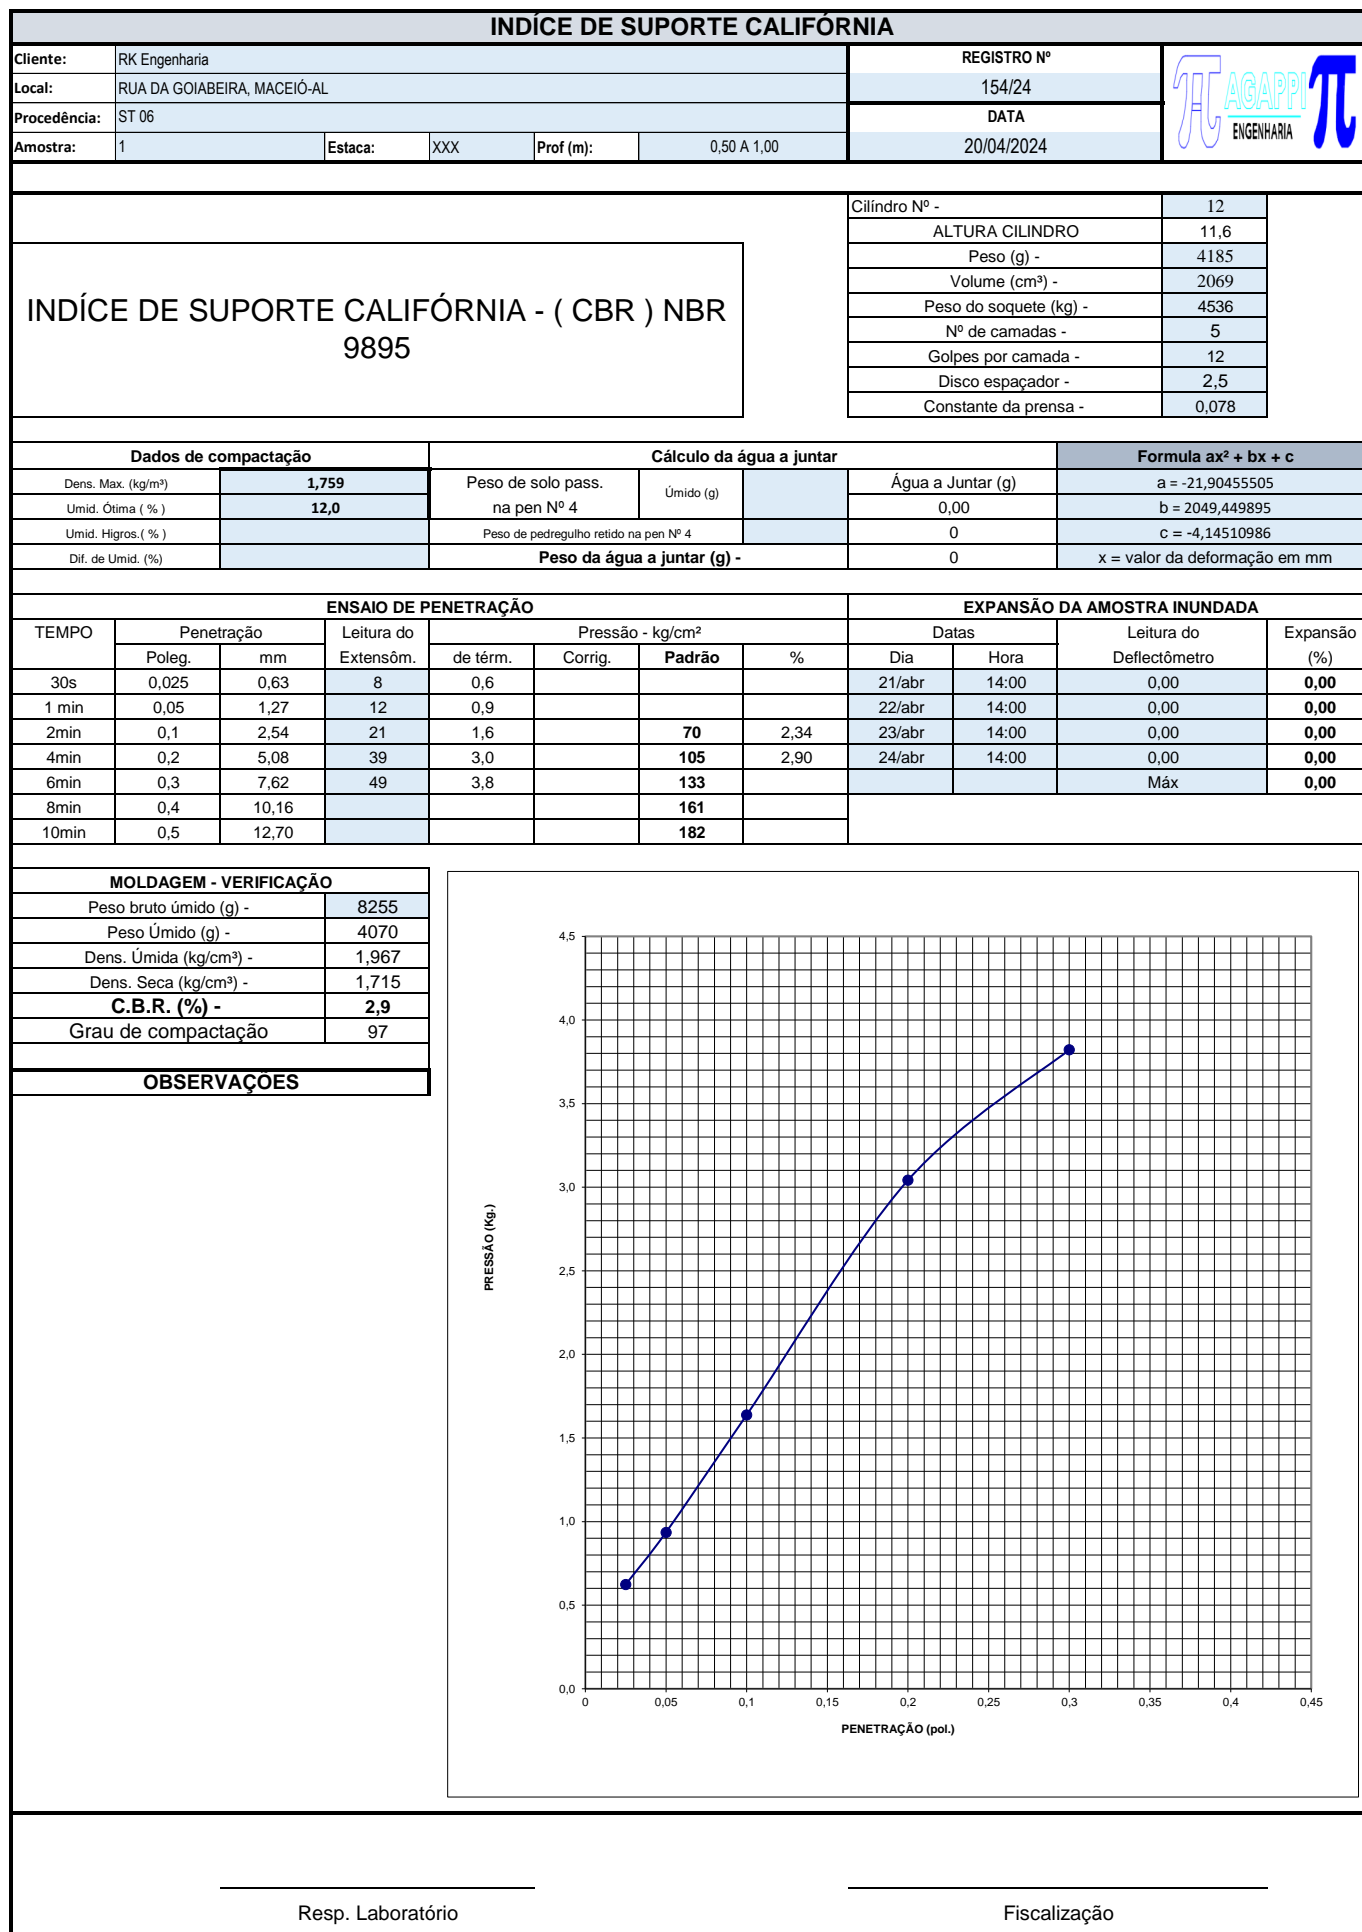 INDÍCE DE SUPORTE CALIFÓRNIA
Cliente: RK Engenharia REGISTRO Nº
Local: RUA DA GOIABEIRA, MACEIÓ-AL 154/24
Procedência: ST 06 DATA
Amostra: 1 Estaca: XXX Prof (m): 0,50 A 1,00 20/04/2024
AGAPPI
ENGENHARIA
Cilíndro Nº - 12
ALTURA CILINDRO 11,6
Peso (g) - 4185
Volume (cm³) - 2069
Peso do soquete (kg) - 4536
Nº de camadas - 5
Golpes por camada - 12
Disco espaçador - 2,5
Constante da prensa - 0,078
INDÍCE DE SUPORTE CALIFÓRNIA - ( CBR ) NBR
9895
Dados de compactação Cálculo da água a juntar Formula ax² + bx + c
Dens. Max. (kg/m³) 1,759 Peso de solo pass. Úmido (g) Água a Juntar (g) a = -21,90455505
Umid. Ótima ( % ) 12,0 na pen Nº 4 0,00 b = 2049,449895
Umid. Higros.( % ) Peso de pedregulho retido na pen Nº 4 0 c = -4,14510986
Dif. de Umid. (%) Peso da água a juntar (g) - 0 x = valor da deformação em mm
ENSAIO DE PENETRAÇÃO EXPANSÃO DA AMOSTRA INUNDADA
TEMPO Penetração Leitura do Pressão - kg/cm² Datas Leitura do Expansão
Poleg. mm Extensôm. de térm. Corrig. Padrão % Dia Hora Deflectômetro (%)
30s 0,025 0,63 8 0,6 21/abr 14:00 0,00 0,00
1 min 0,05 1,27 12 0,9 22/abr 14:00 0,00 0,00
2min 0,1 2,54 21 1,6 70 2,34 23/abr 14:00 0,00 0,00
4min 0,2 5,08 39 3,0 105 2,90 24/abr 14:00 0,00 0,00
6min 0,3 7,62 49 3,8 133 Máx 0,00
8min 0,4 10,16 161
10min 0,5 12,70 182
MOLDAGEM - VERIFICAÇÃO
Peso bruto úmido (g) - 8255
Peso Úmido (g) - 4070
Dens. Úmida (kg/cm³) - 1,967
Dens. Seca (kg/cm³) - 1,715
C.B.R. (%) - 2,9
Grau de compactação 97
OBSERVAÇÕES
PRESSÃO (Kg.)
4,5
4,0
3,5
3,0
2,5
2,0
1,5
1,0
0,5
0,0
0 0,05 0,1 0,15 0,2 0,25 0,3 0,35 0,4 0,45
PENETRAÇÃO (pol.)
Resp. Laboratório Fiscalização